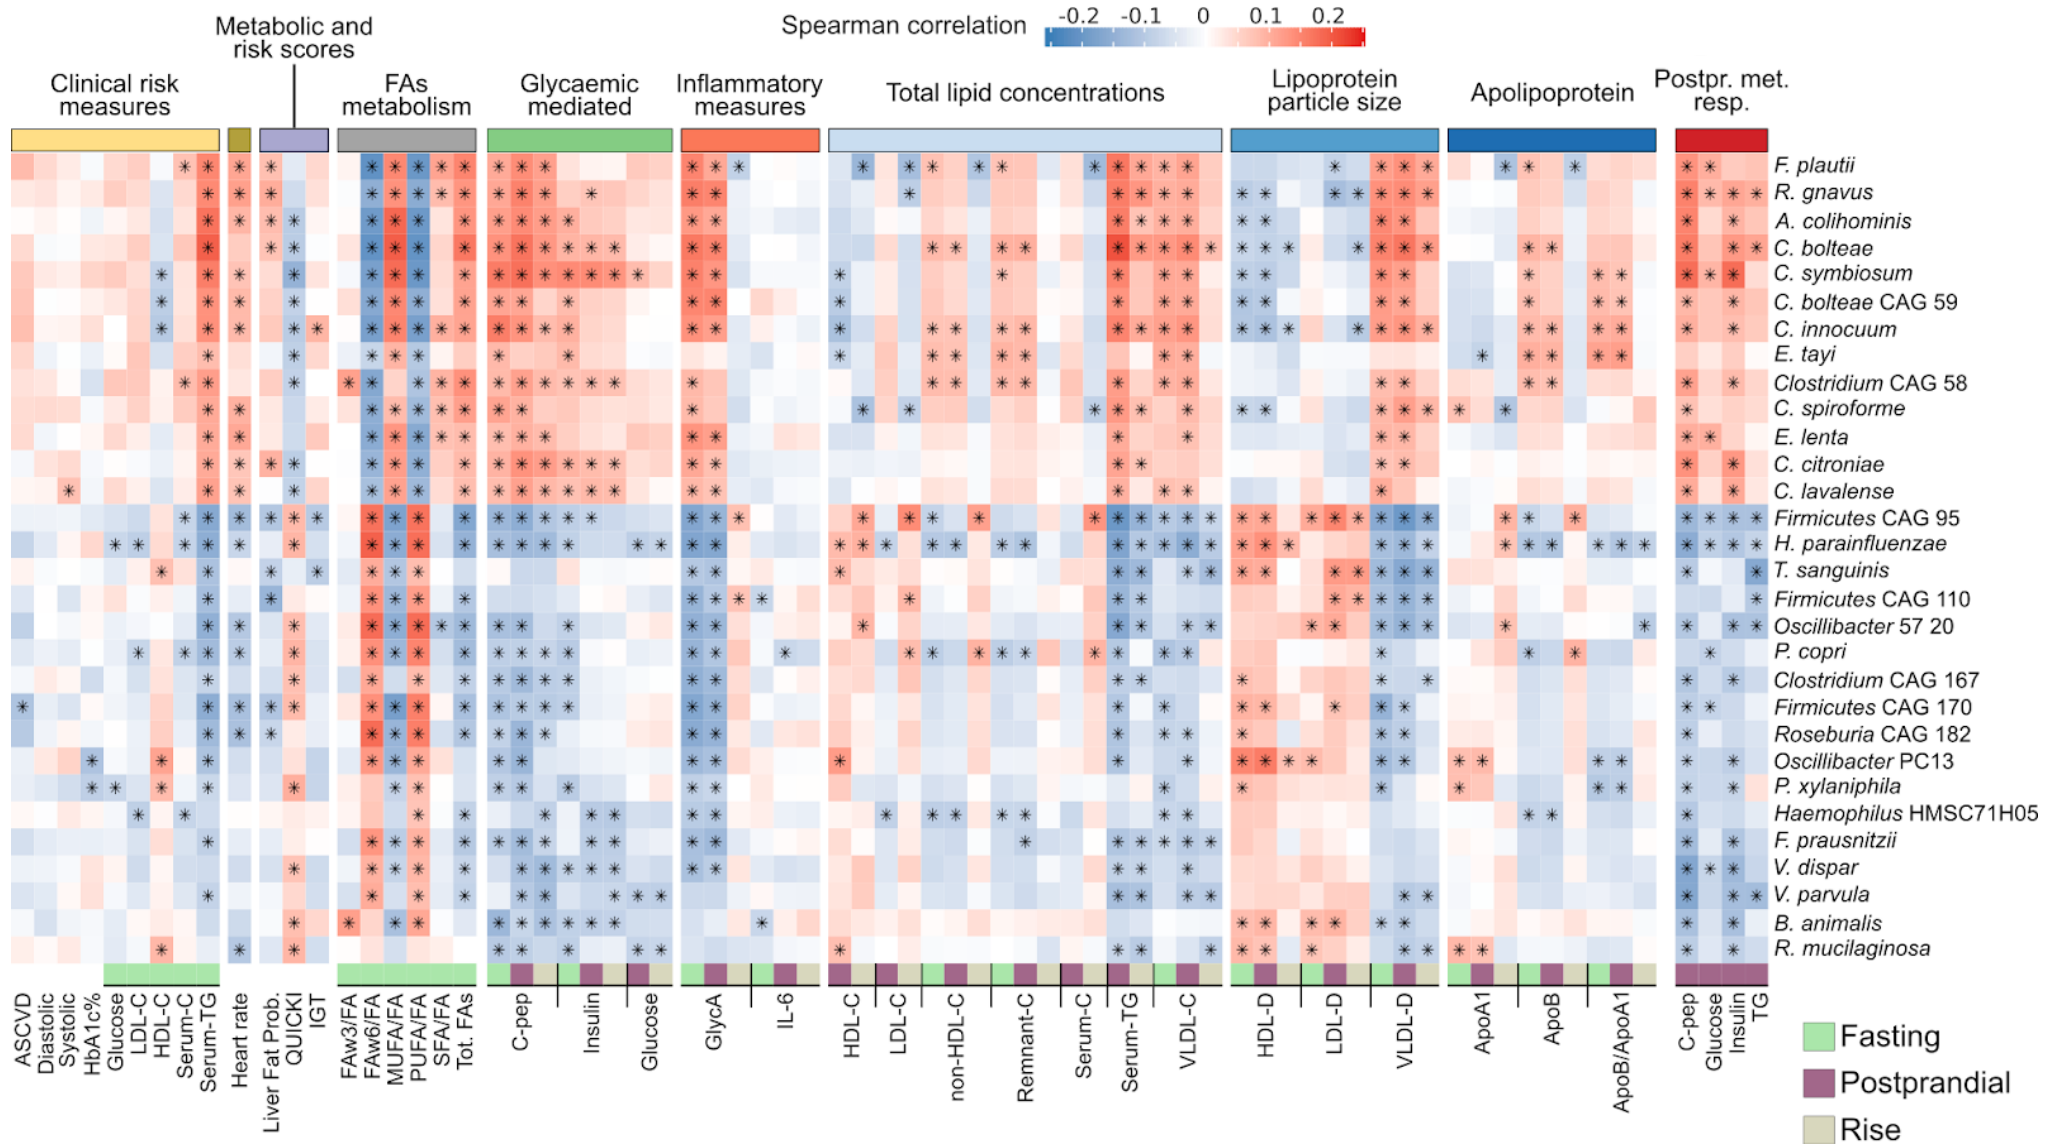 Metabolic and
risk scores
Spearman correlation
-0.2 -0.1 0 0.1 0.2
Clinical risk
measures
FAs
metabolism
Glycaemic
mediated
Inflammatory
measures
Total lipid concentrations
Lipoprotein
particle size
Apolipoprotein
Postpr. met.
resp.
F. plautii
R. gnavus
A. colihominis
C. bolteae
C. symbiosum
C. bolteae CAG 59
C. innocuum
E. tayi
Clostridium CAG 58
C. spiroforme
E. lenta
C. citroniae
C. lavalense
Firmicutes CAG 95
H. parainfluenzae
T. sanguinis
Firmicutes CAG 110
Oscillibacter 57 20
P. copri
Clostridium CAG 167
Firmicutes CAG 170
Roseburia CAG 182
Oscillibacter PC13
P. xylaniphila
Haemophilus HMSC71H05
F. prausnitzii
V. dispar
V. parvula
B. animalis
R. mucilaginosa
ASCVD
Diastolic
Systolic
HbA1c%
Glucose
LDL-C
HDL-C
Serum-C
Serum-TG
Heart rate
Liver Fat Prob.
QUICKI
IGT
FAw3/FA
FAw6/FA
MUFA/FA
PUFA/FA
SFA/FA
Tot. FAs
C-pep
Insulin
Glucose
GlycA
IL-6
HDL-C
LDL-C
non-HDL-C
Remnant-C
Serum-C
Serum-TG
VLDL-C
HDL-D
LDL-D
VLDL-D
ApoA1
ApoB
ApoB/ApoA1
C-pep
Glucose
Insulin
TG
Fasting
Postprandial
Rise